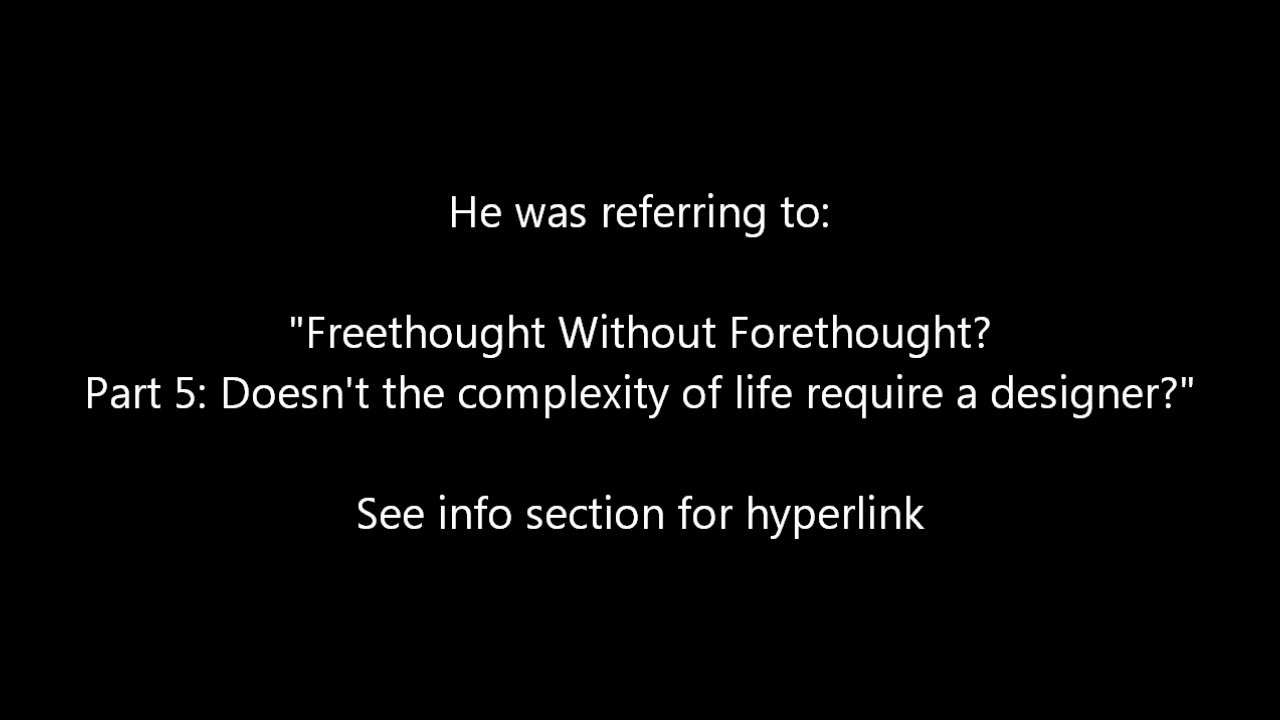 He was referring to:
"Freethought Without Forethought?
Part 5: Doesn't the complexity of life require a designer?"
See info section for hyperlink